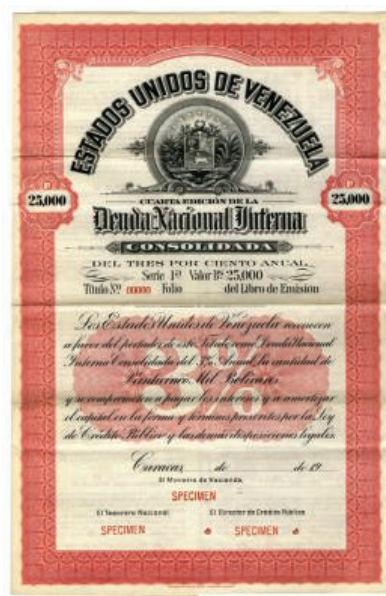 ESTADOS UNIDOS DE VENEZUELA
25,000
25,000
CUARTA EDICIÓN DE LA
Deuda Nacional Interna
CONSOLIDADA
DEL TRES POR CIENTO ANUAL
Serie 1ª Valor Bs 25,000
Título Nº 00000 Folio del Libro de Emisión
Los Estados Unidos de Venezuela reconocen
a favor del portador de este Título como Deuda Nacional
Interna Consolidada del 3% Anual, la cantidad de
Veinticinco Mil Bolívares
y se comprometen a pagar los intereses y a amortizar
el capital en la forma y términos prescritos por la Ley
de Crédito Público y las demás disposiciones legales.
Caracas, de de 19
El Ministro de Hacienda,
SPECIMEN
El Tesorero Nacional El Director de Crédito Público
SPECIMEN SPECIMEN